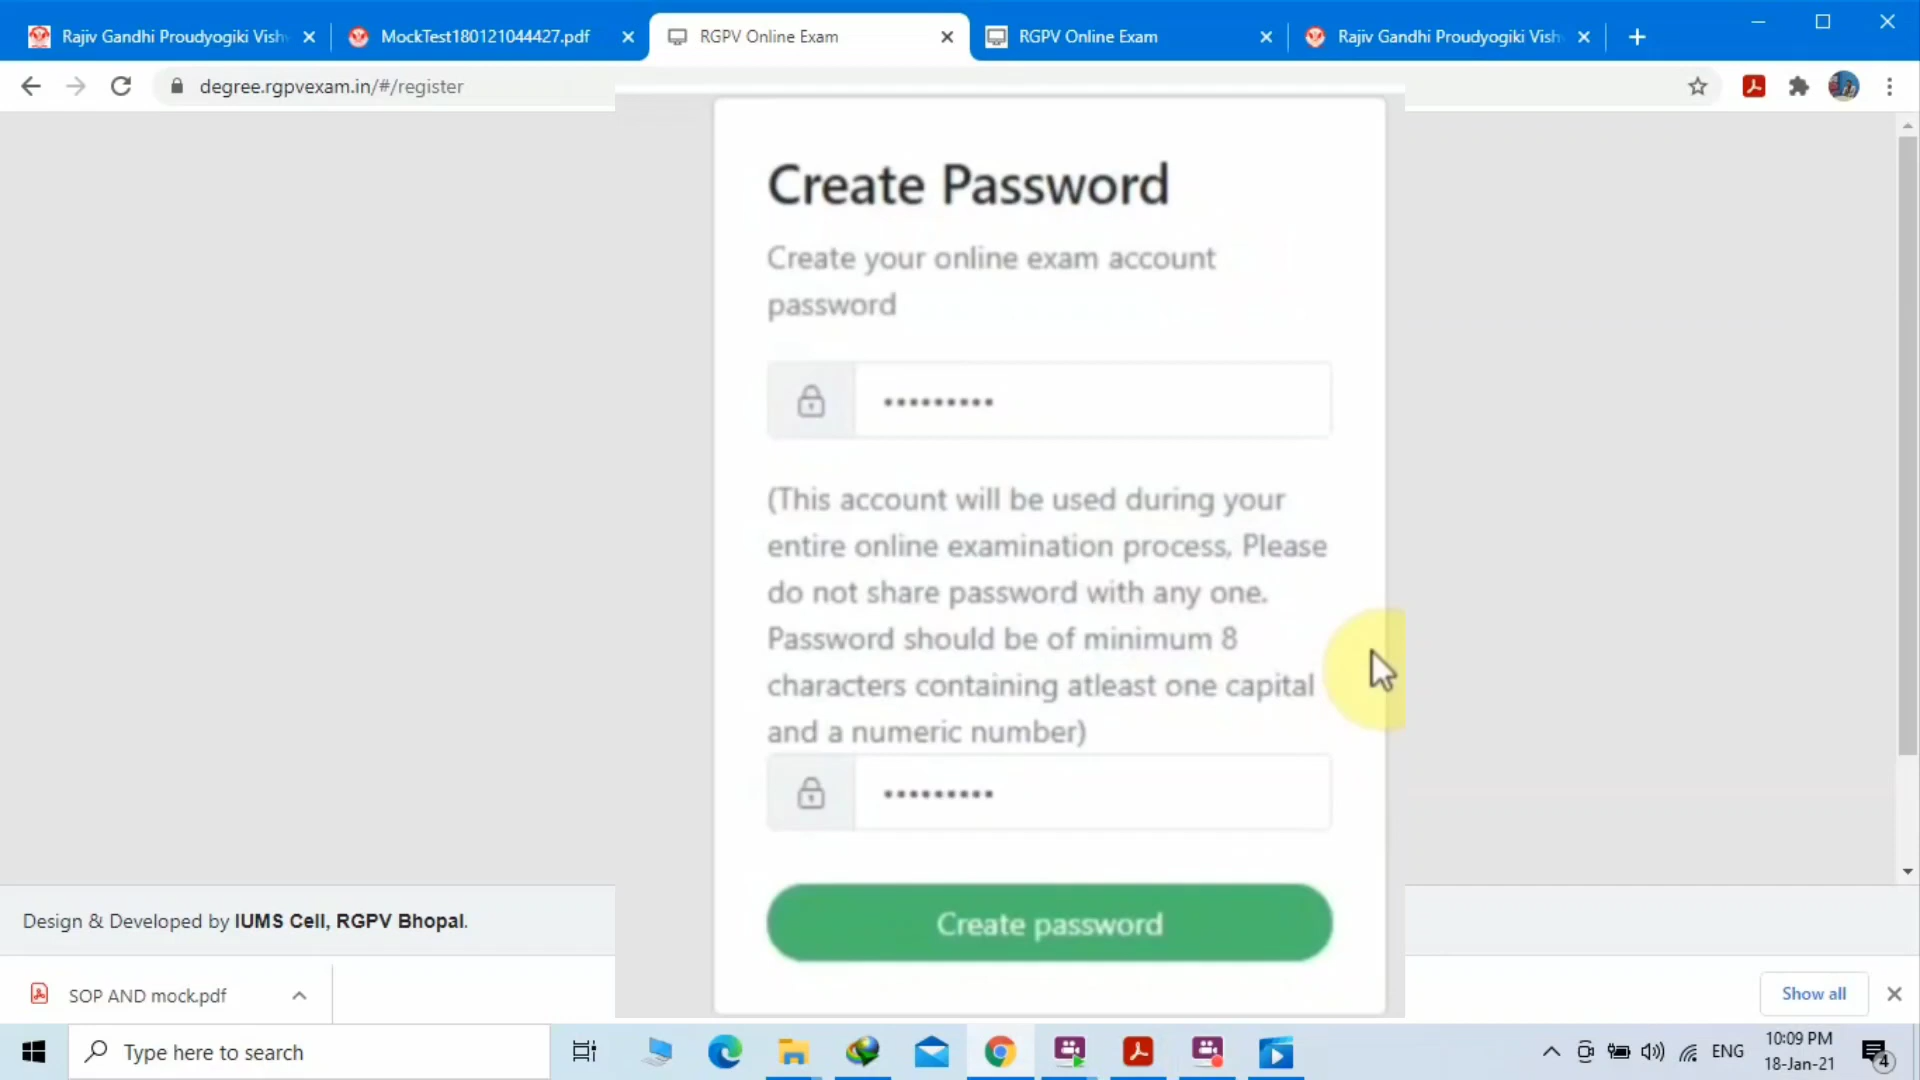 Rajiv Gandhi Proudyogiki Vish
MockTest180121044427.pdf
RGPV Online Exam
RGPV Online Exam
Rajiv Gandhi Proudyogiki Vish
degree.rgpvexam.in/#/register
Create Password
Create your online exam account
password
(This account will be used during your
entire online examination process, Please
do not share password with any one.
Password should be of minimum 8
characters containing atleast one capital
and a numeric number)
Create password
Design & Developed by IUMS Cell, RGPV Bhopal.
SOP AND mock.pdf
Show all
Type here to search
ENG
10:09 PM
18-Jan-21
4